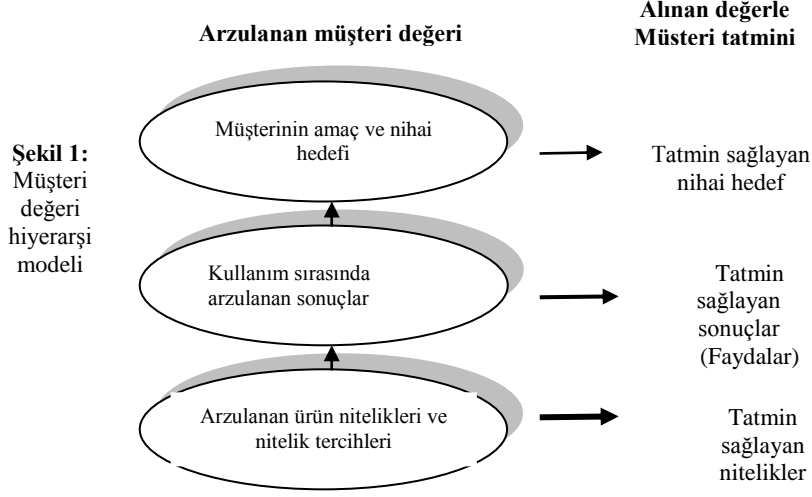 Arzulanan müşteri değeri
Alınan değerle
Müsteri tatmini
Şekil 1:
Müşteri
değeri
hiyerarşi
modeli
Müşterinin amaç ve nihai
hedefi
Tatmin sağlayan
nihai hedef
Kullanım sırasında
arzulanan sonuçlar
Tatmin
sağlayan
sonuçlar
(Faydalar)
Arzulanan ürün nitelikleri ve
nitelik tercihleri
Tatmin
sağlayan
nitelikler